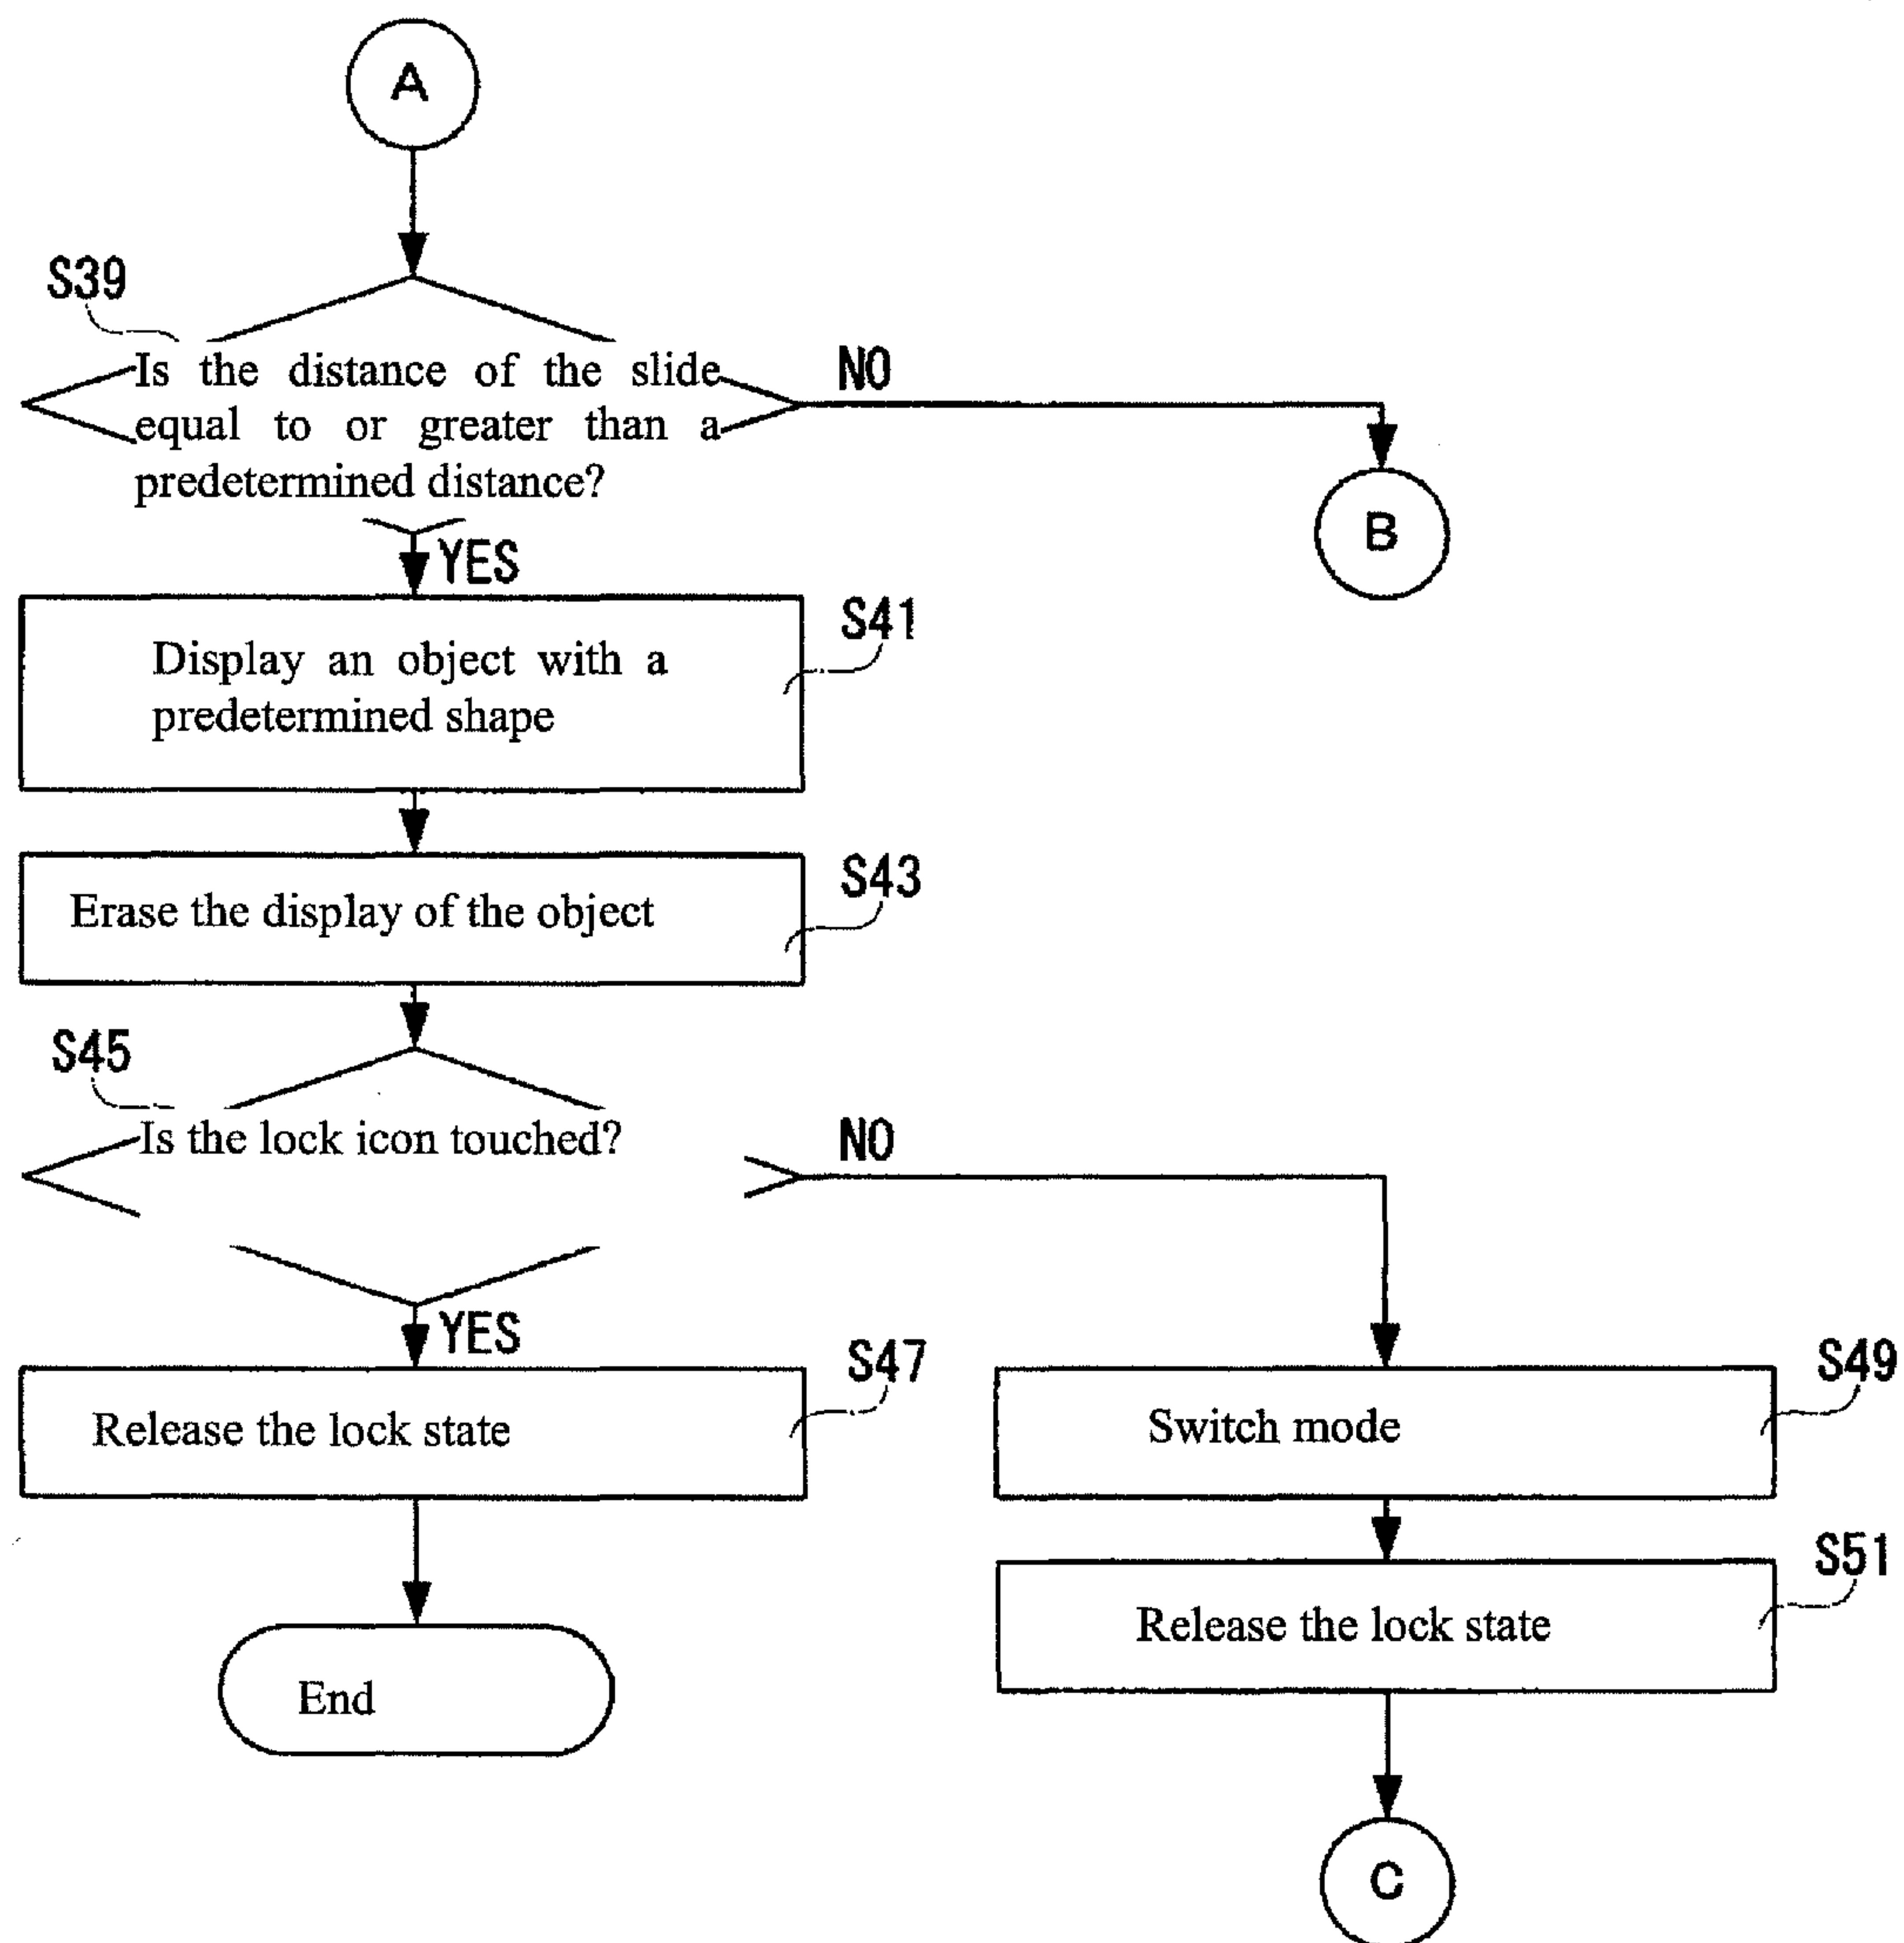 A
S39
Is the distance of the slide
equal to or greater than a
predetermined distance?
NO
B
YES
S41
Display an object with a
predetermined shape
S43
Erase the display of the object
S45
Is the lock icon touched?
NO
YES
S47
Release the lock state
S49
Switch mode
S51
Release the lock state
End
C